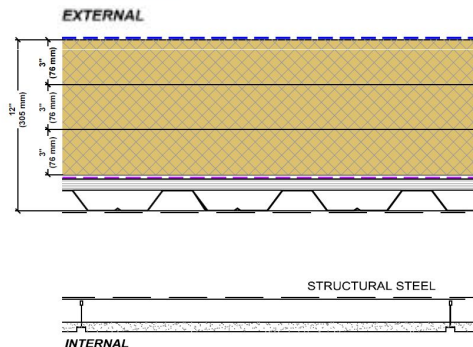 EXTERNAL
12"
(305 mm)
3"
(76 mm)
3"
(76 mm)
3"
(76 mm)
STRUCTURAL STEEL
INTERNAL